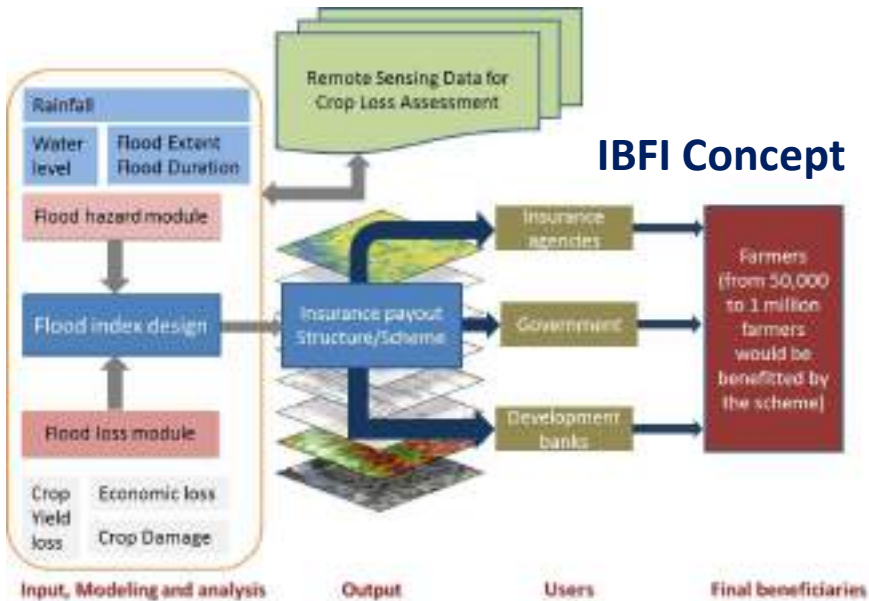 Remote Sensing Data for
Crop Loss Assessment
IBFI Concept
Rainfall
Water
level
Flood Extent
Flood Duration
Flood hazard module
Flood index design
Flood loss module
Crop
Yield
loss
Economic loss
Crop Damage
Insurance payout
Structure/Scheme
Insurance
agencies
Government
Development
banks
Farmers
(from 50,000
to 1 million
farmers
would be
benefitted by
the scheme)
Input, Modeling and analysis
Output
Users
Final beneficiaries